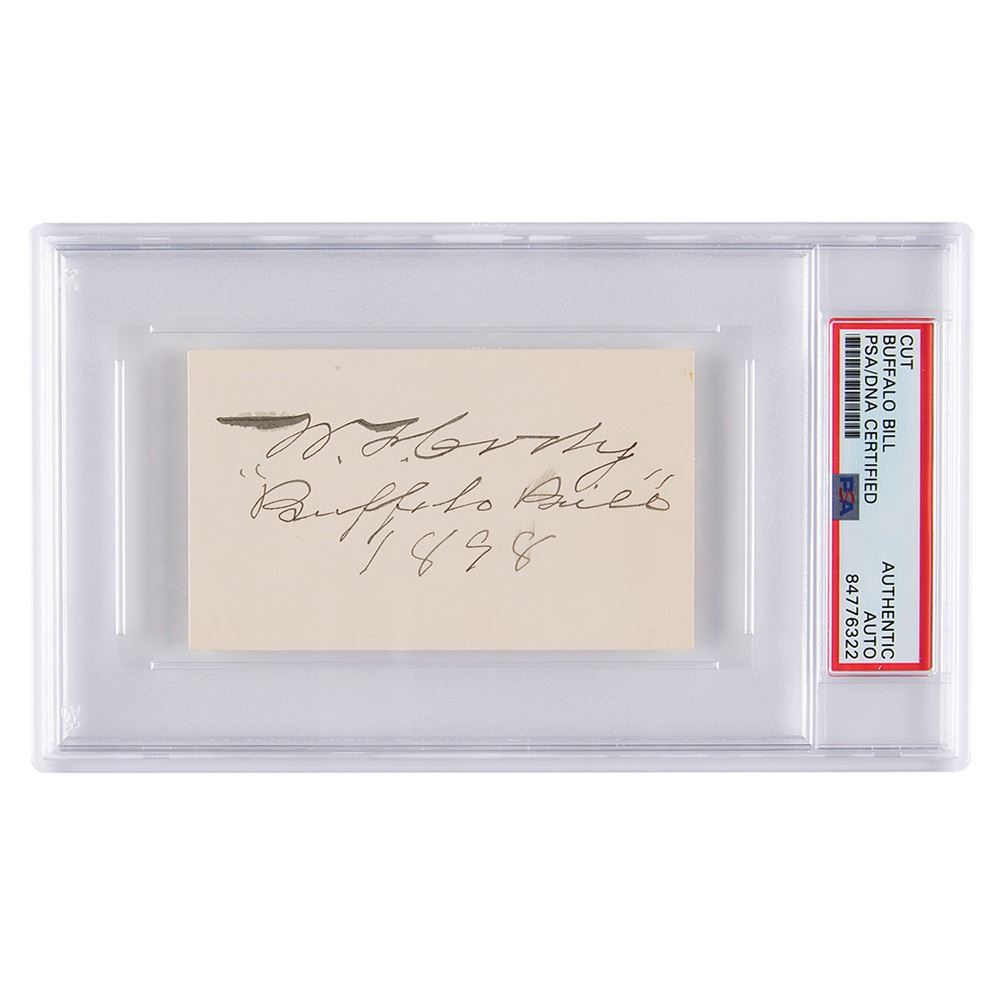 W. F. Cody
"Buffalo Bill"
1898
CUT
BUFFALO BILL
PSA/DNA CERTIFIED
PSA
AUTHENTIC
AUTO
84776322